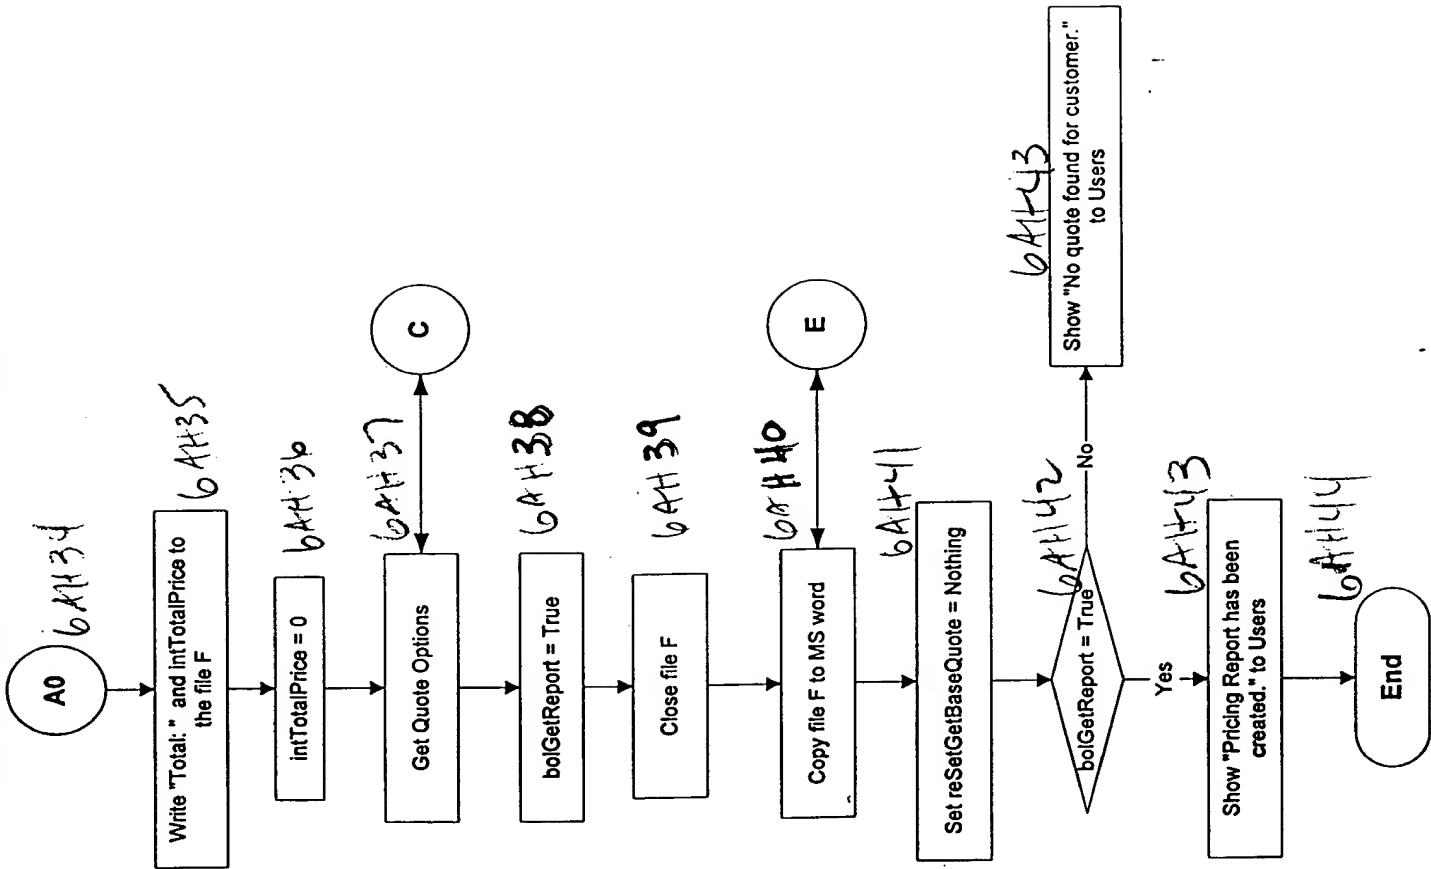 A0
6AH34
Write "Total: " and intTotalPrice to
the file F
6AH35
intTotalPrice = 0
6AH36
Get Quote Options
6AH37
C
bolGetReport = True
6AH38
Close file F
6AH39
Copy file F to MS word
6AH40
E
Set reSetGetBaseQuote = Nothing
6AH41
bolGetReport = True
6AH42
No
Show "No quote found for customer."
to Users
6AH43
Yes
Show "Pricing Report has been
created." to Users
6AH43
End
6AH44